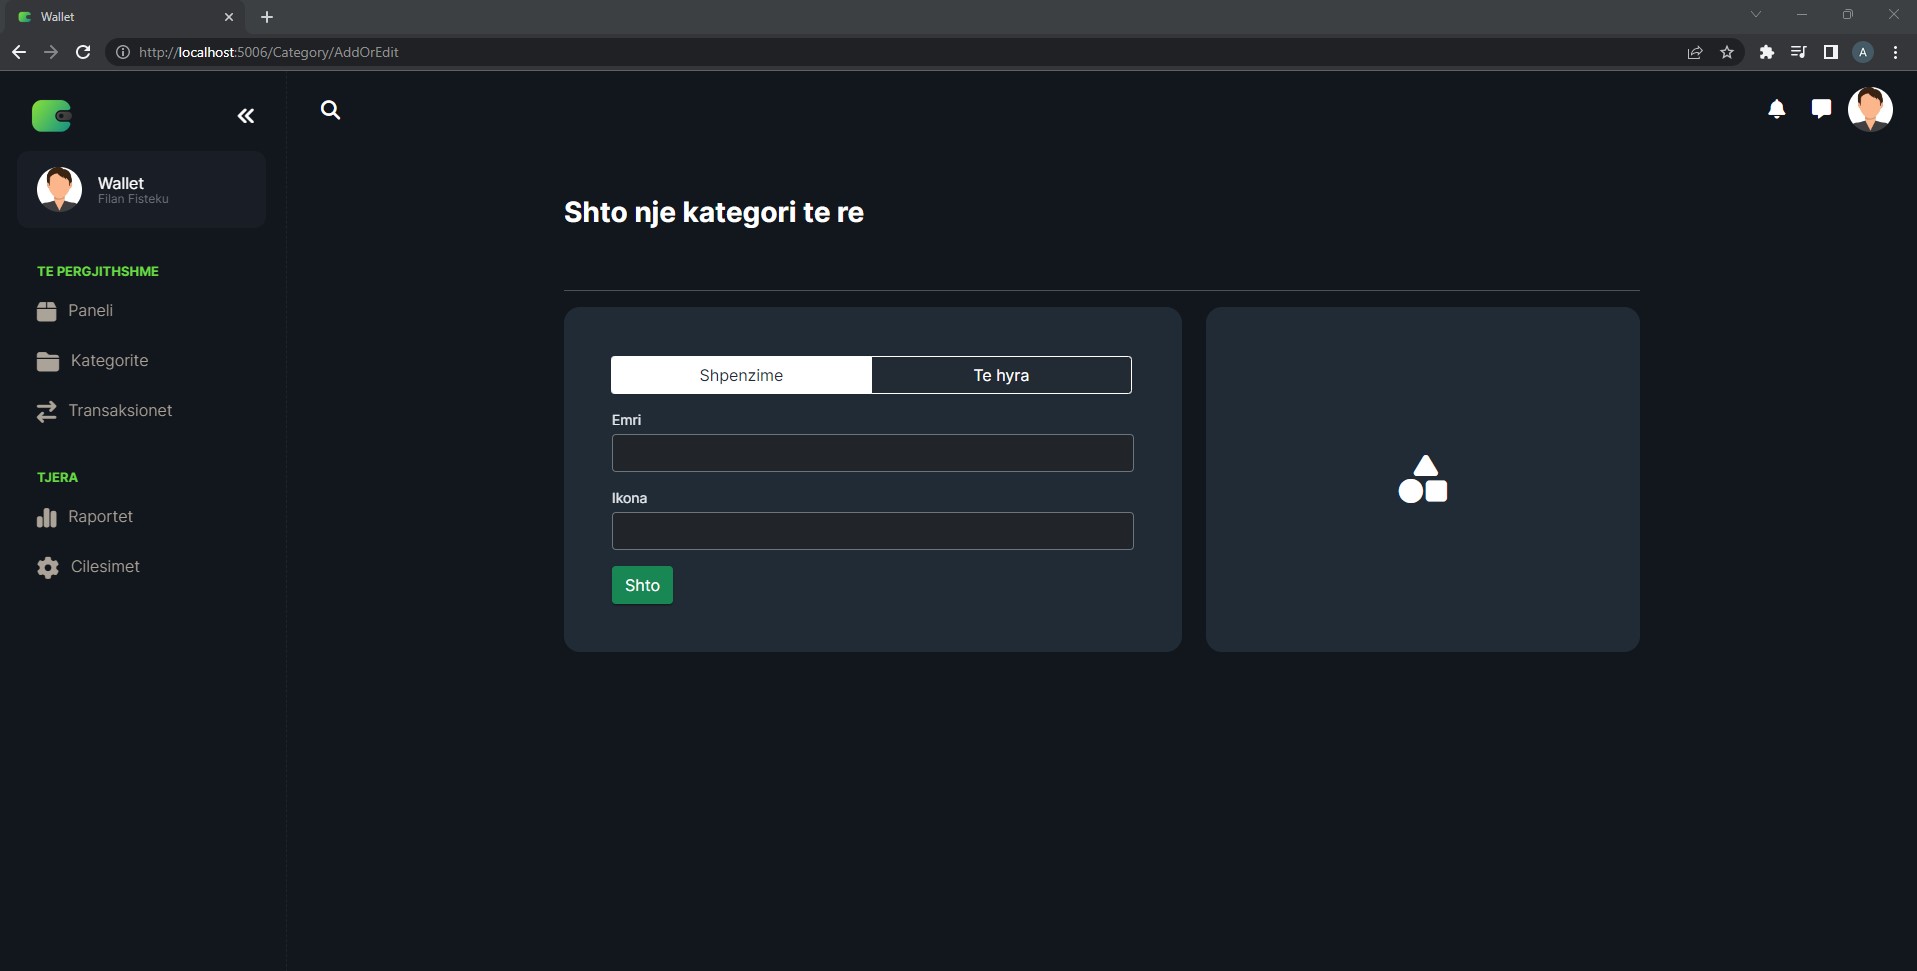 Wallet
http://localhost:5006/Category/AddOrEdit
A
Wallet
Filan Fisteku
TE PERGJITHSHME
Paneli
Kategorite
Transaksionet
TJERA
Raportet
Cilesimet
Shto nje kategori te re
Shpenzime
Te hyra
Emri
Ikona
Shto